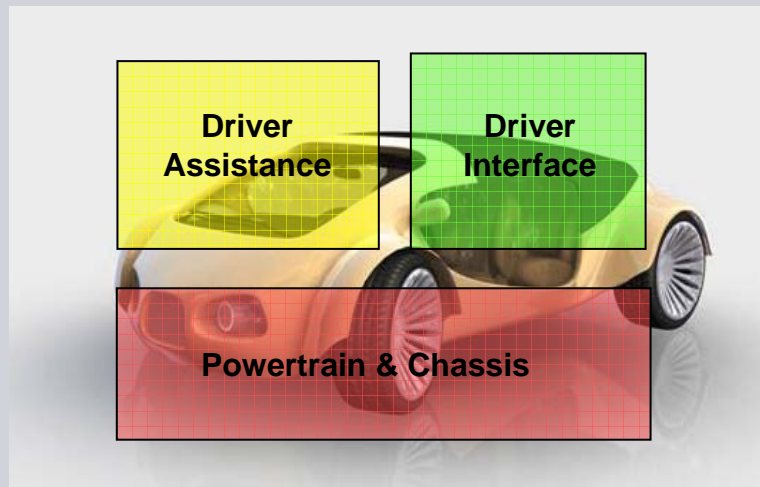 Driver
Assistance
Driver
Interface
Powertrain & Chassis